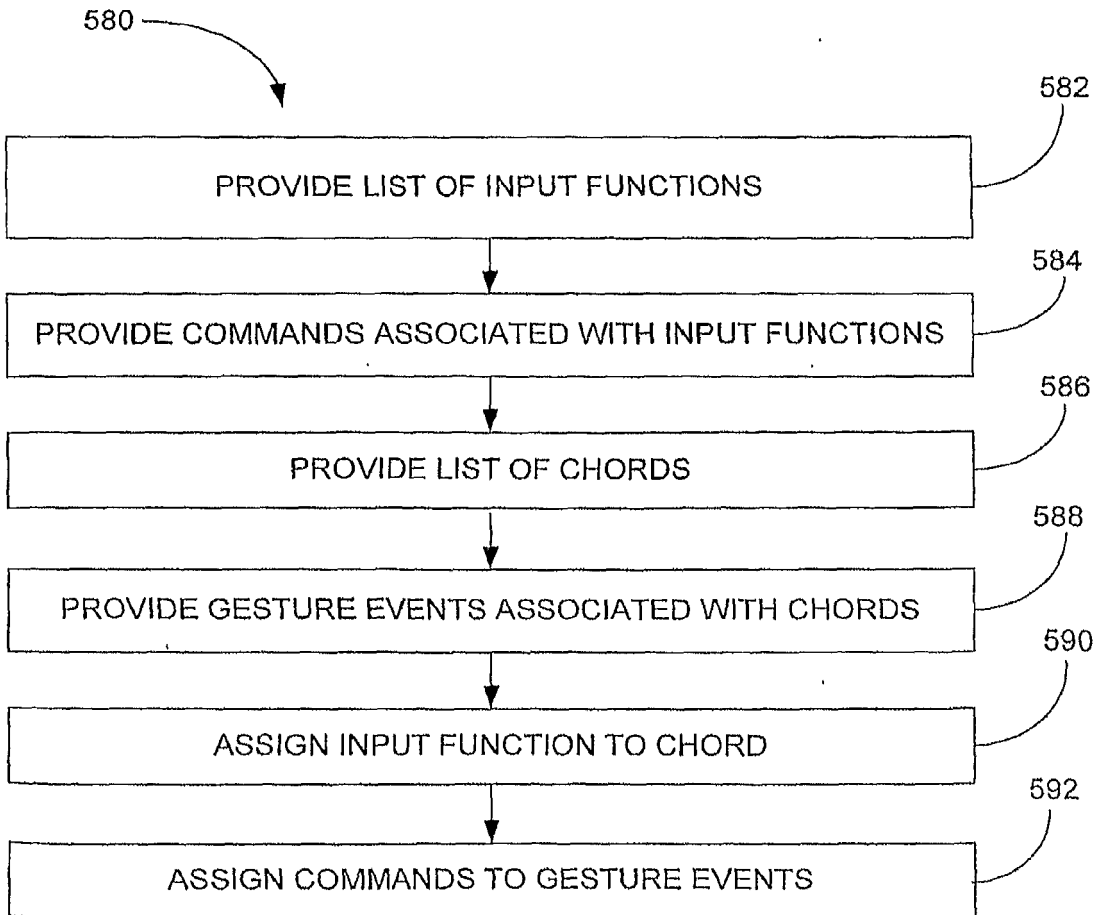 580
582
PROVIDE LIST OF INPUT FUNCTIONS
584
PROVIDE COMMANDS ASSOCIATED WITH INPUT FUNCTIONS
586
PROVIDE LIST OF CHORDS
588
PROVIDE GESTURE EVENTS ASSOCIATED WITH CHORDS
590
ASSIGN INPUT FUNCTION TO CHORD
592
ASSIGN COMMANDS TO GESTURE EVENTS